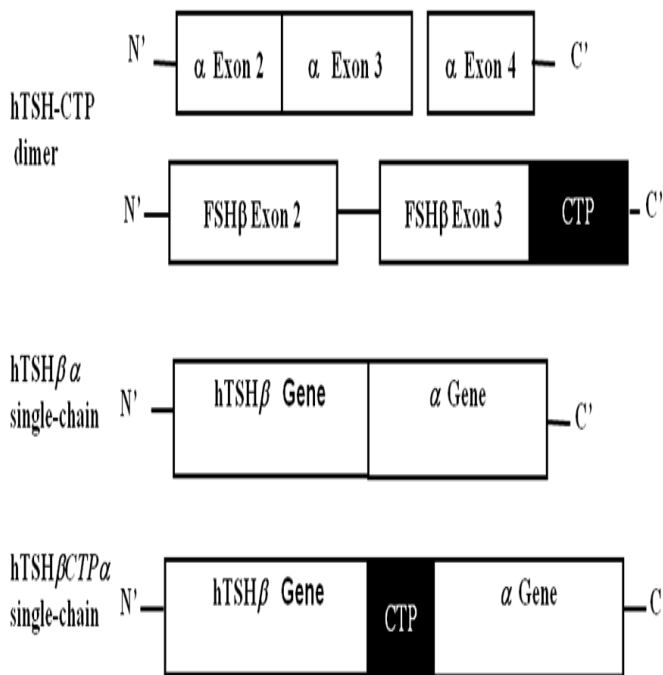 N’ α Exon 2 α Exon 3 α Exon 4 C’
hTSH-CTP
dimer
N’ FSHβ Exon 2 FSHβ Exon 3 CTP C’
hTSHβ α
single-chain N’ hTSHβ Gene α Gene C’
hTSHβCTPα
single-chain N’ hTSHβ Gene CTP α Gene C